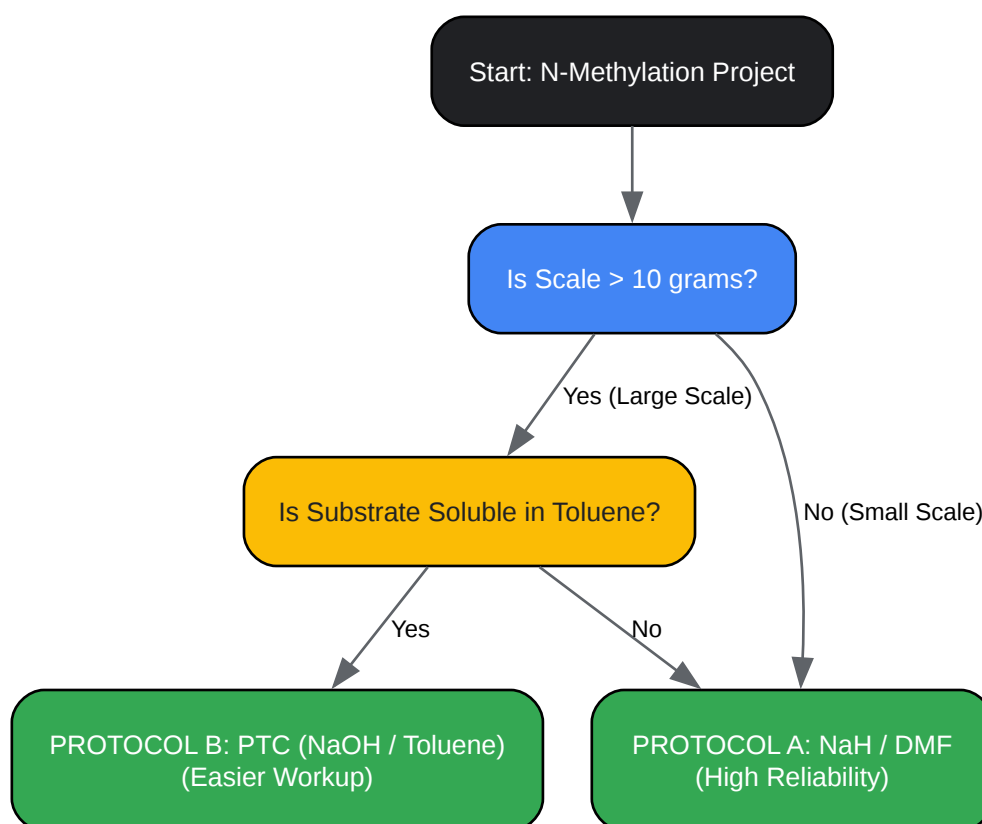 Start: N-Methylation Project
Is Scale > 10 grams?
Yes (Large Scale)
Is Substrate Soluble in Toluene?
No (Small Scale)
Yes
No
PROTOCOL B: PTC (NaOH / Toluene)
(Easier Workup)
PROTOCOL A: NaH / DMF
(High Reliability)